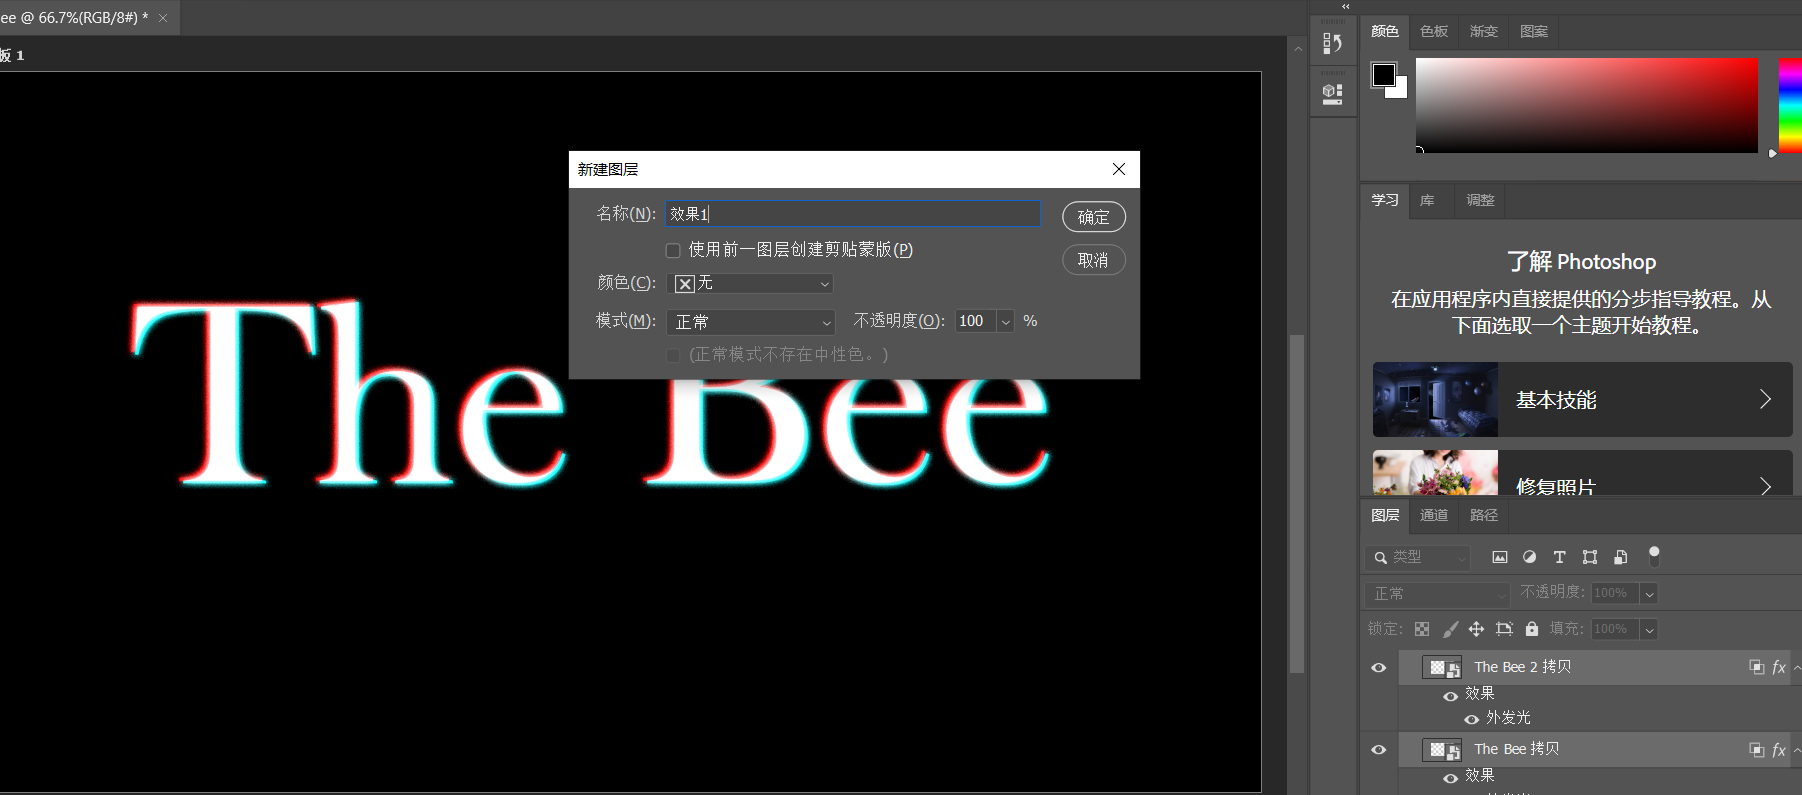 ee @ 66.7%(RGB/8#) *
板 1
The Bee
新建图层
名称(N):
效果1
确定
使用前一图层创建剪贴蒙版(P)
取消
颜色(C):
无
模式(M):
正常
不透明度(O):
100
%
(正常模式不存在中性色。)
颜色
色板
渐变
图案
学习
库
调整
了解 Photoshop
在应用程序内直接提供的分步指导教程。从
下面选取一个主题开始教程。
基本技能
修复照片
图层
通道
路径
类型
正常
不透明度:
100%
锁定:
填充:
100%
The Bee 2 拷贝
fx
效果
外发光
The Bee 拷贝
fx
效果